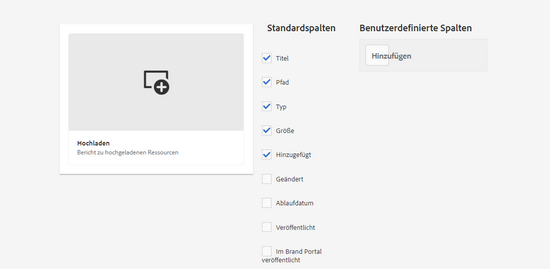 Hochladen
Bericht zu hochgeladenen Ressourcen
Standardspalten
Titel
Pfad
Typ
Größe
Hinzugefügt
Geändert
Ablaufdatum
Veröffentlicht
Im Brand Portal
veröffentlicht
Benutzerdefinierte Spalten
Hinzufügen